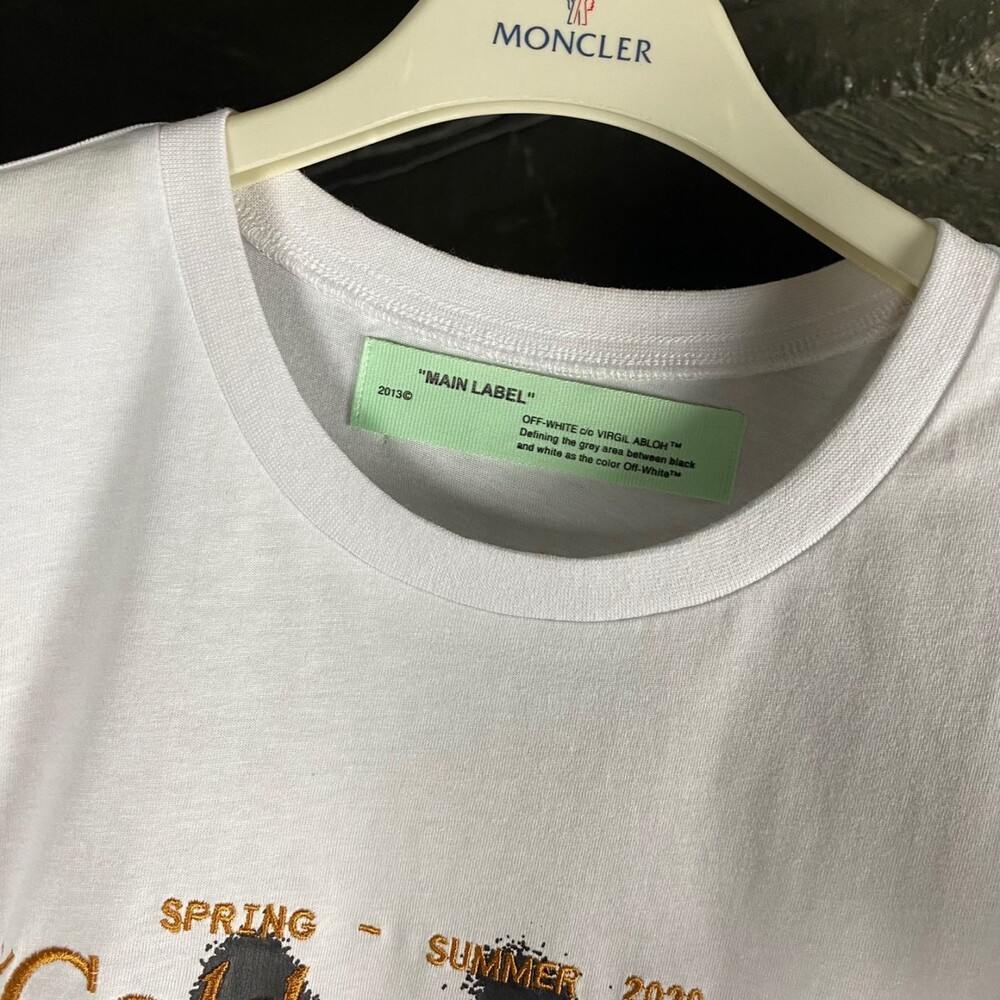 MONCLER
"MAIN LABEL"
2013©
OFF-WHITE c/o VIRGIL ABLOH™
Defining the grey area between black
and white as the color Off-White™
SPRING - SUMMER 2020